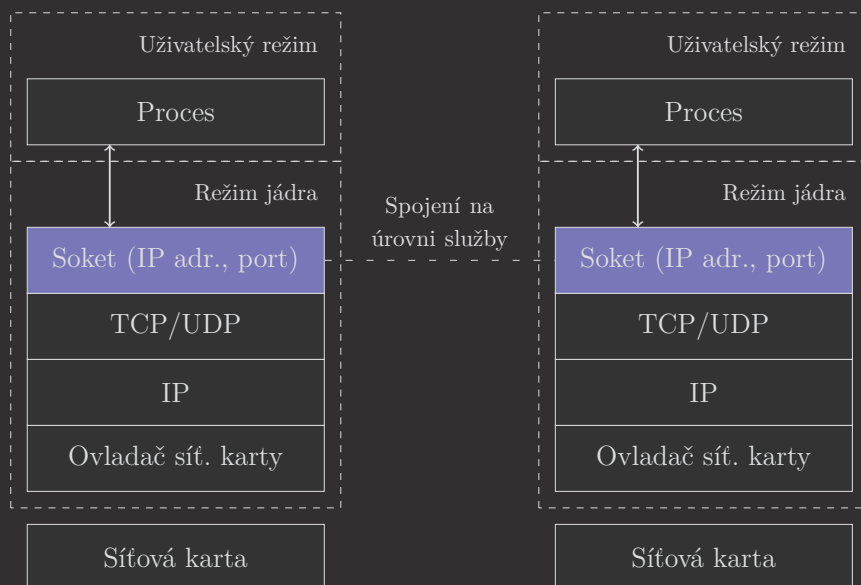 Uživatelský režim
Proces
Režim jádra
Soket (IP adr., port)
TCP/UDP
IP
Ovladač síť. karty
Síťová karta
Spojení na
úrovni služby
Uživatelský režim
Proces
Režim jádra
Soket (IP adr., port)
TCP/UDP
IP
Ovladač síť. karty
Síťová karta